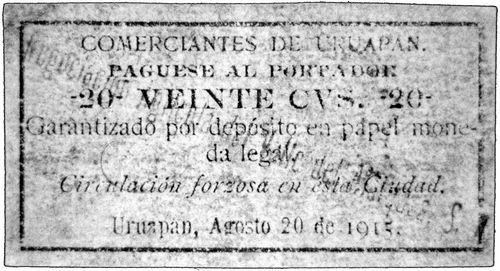 COMERCIANTES DE URUAPAN.
PAGUESE AL PORTADOR
-20- VEINTE CVS. -20-
Garantizado por depósito en papel mone-
da legal.
Circulación forzosa en esta Ciudad.
Uruapan, Agosto 20 de 1915.